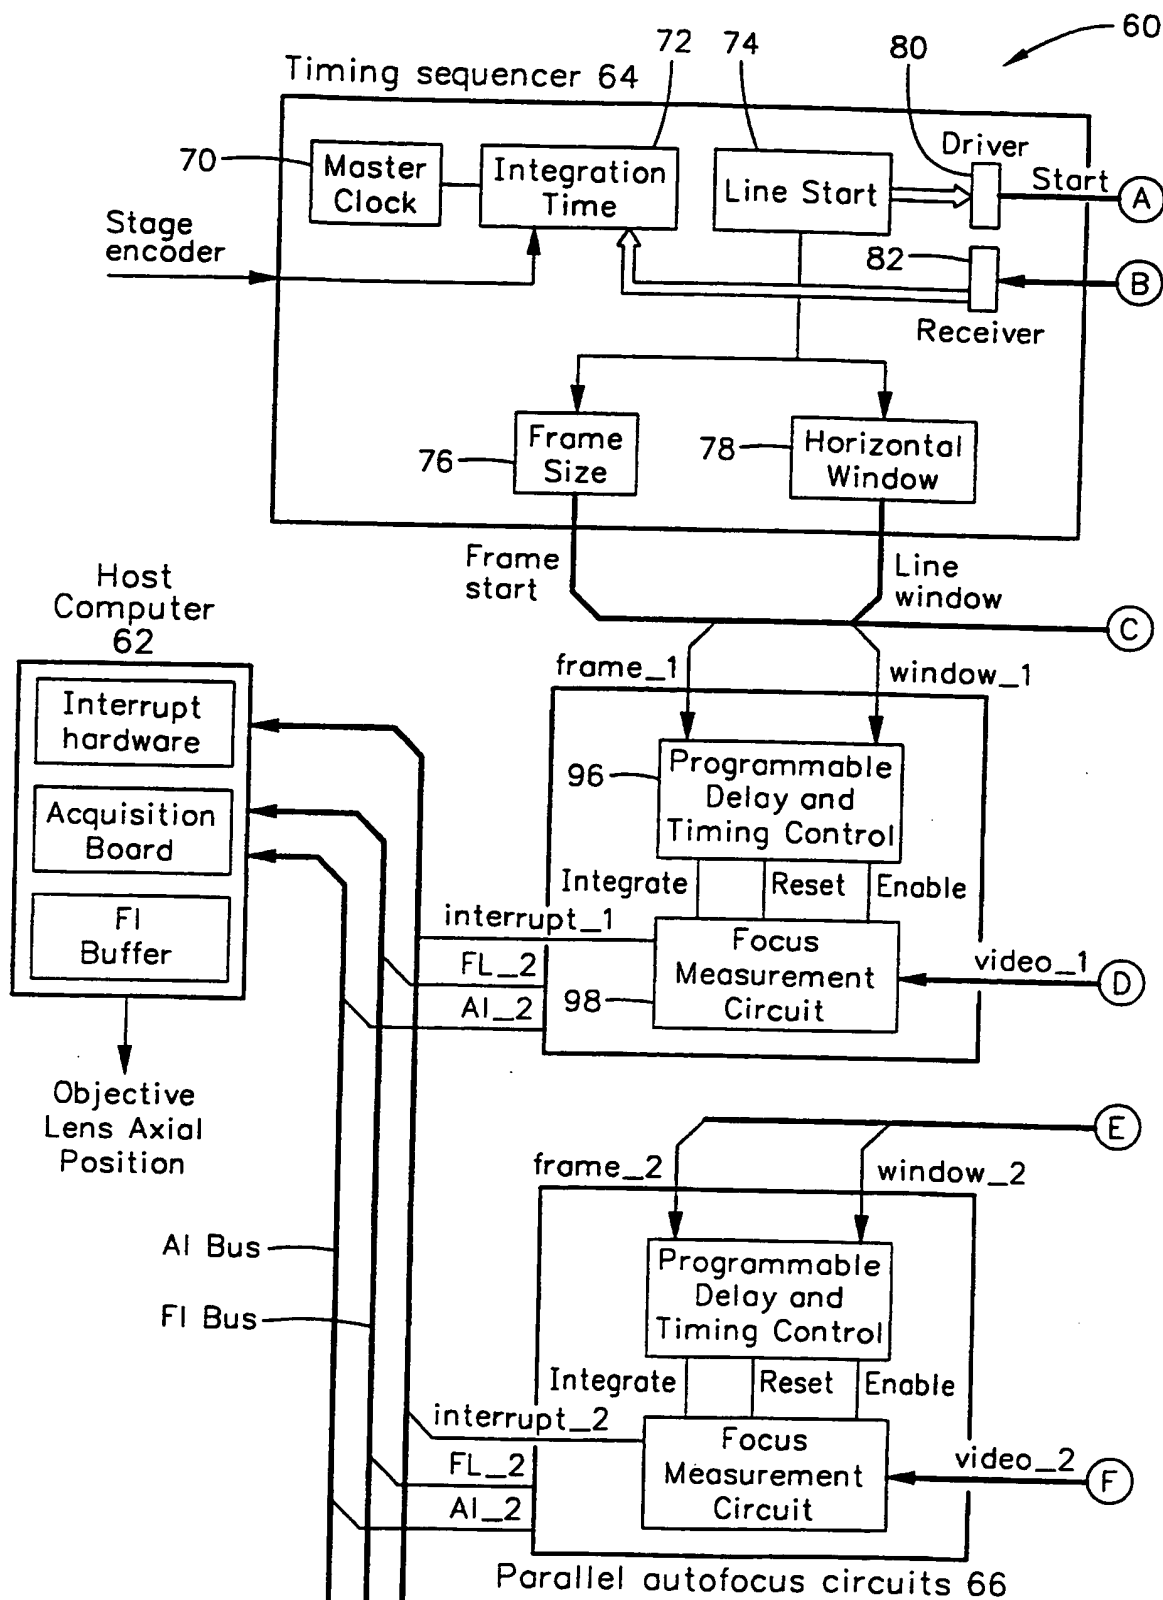 60
72
74
80
Timing sequencer 64
70
Master
Clock
Integration
Time
Line Start
Driver
Start
A
Stage
encoder
82
B
Receiver
76
Frame
Size
78
Horizontal
Window
Frame
start
Line
window
C
Host
Computer
62
Interrupt
hardware
Acquisition
Board
FI
Buffer
Objective
Lens Axial
Position
frame_1
window_1
96
Programmable
Delay and
Timing Control
Integrate
Reset
Enable
interrupt_1
FL_2
AI_2
98
Focus
Measurement
Circuit
video_1
D
E
frame_2
window_2
AI Bus
FI Bus
Programmable
Delay and
Timing Control
Integrate
Reset
Enable
interrupt_2
FL_2
AI_2
Focus
Measurement
Circuit
video_2
F
Parallel autofocus circuits 66